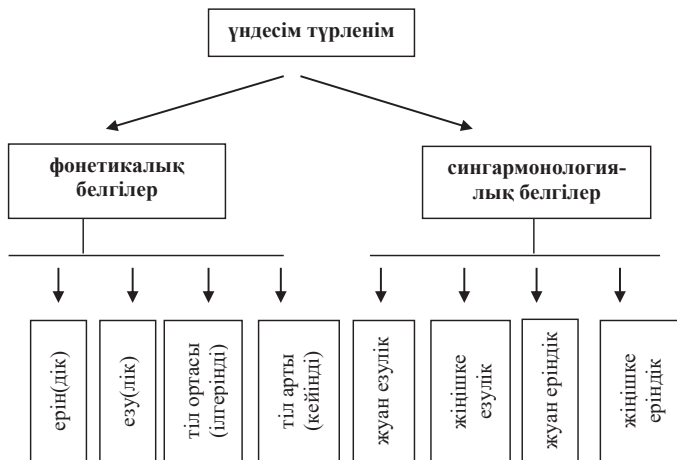 үндесім түрленім
фонетикалық
белгілер
сингармонология-
лық белгілер
ерін(дік)
езу(лік)
тіл ортасы
(ілгерінді)
тіл арты
(кейінді)
жуан езулік
жіңішке
езулік
жуан еріндік
жіңішке
еріндік